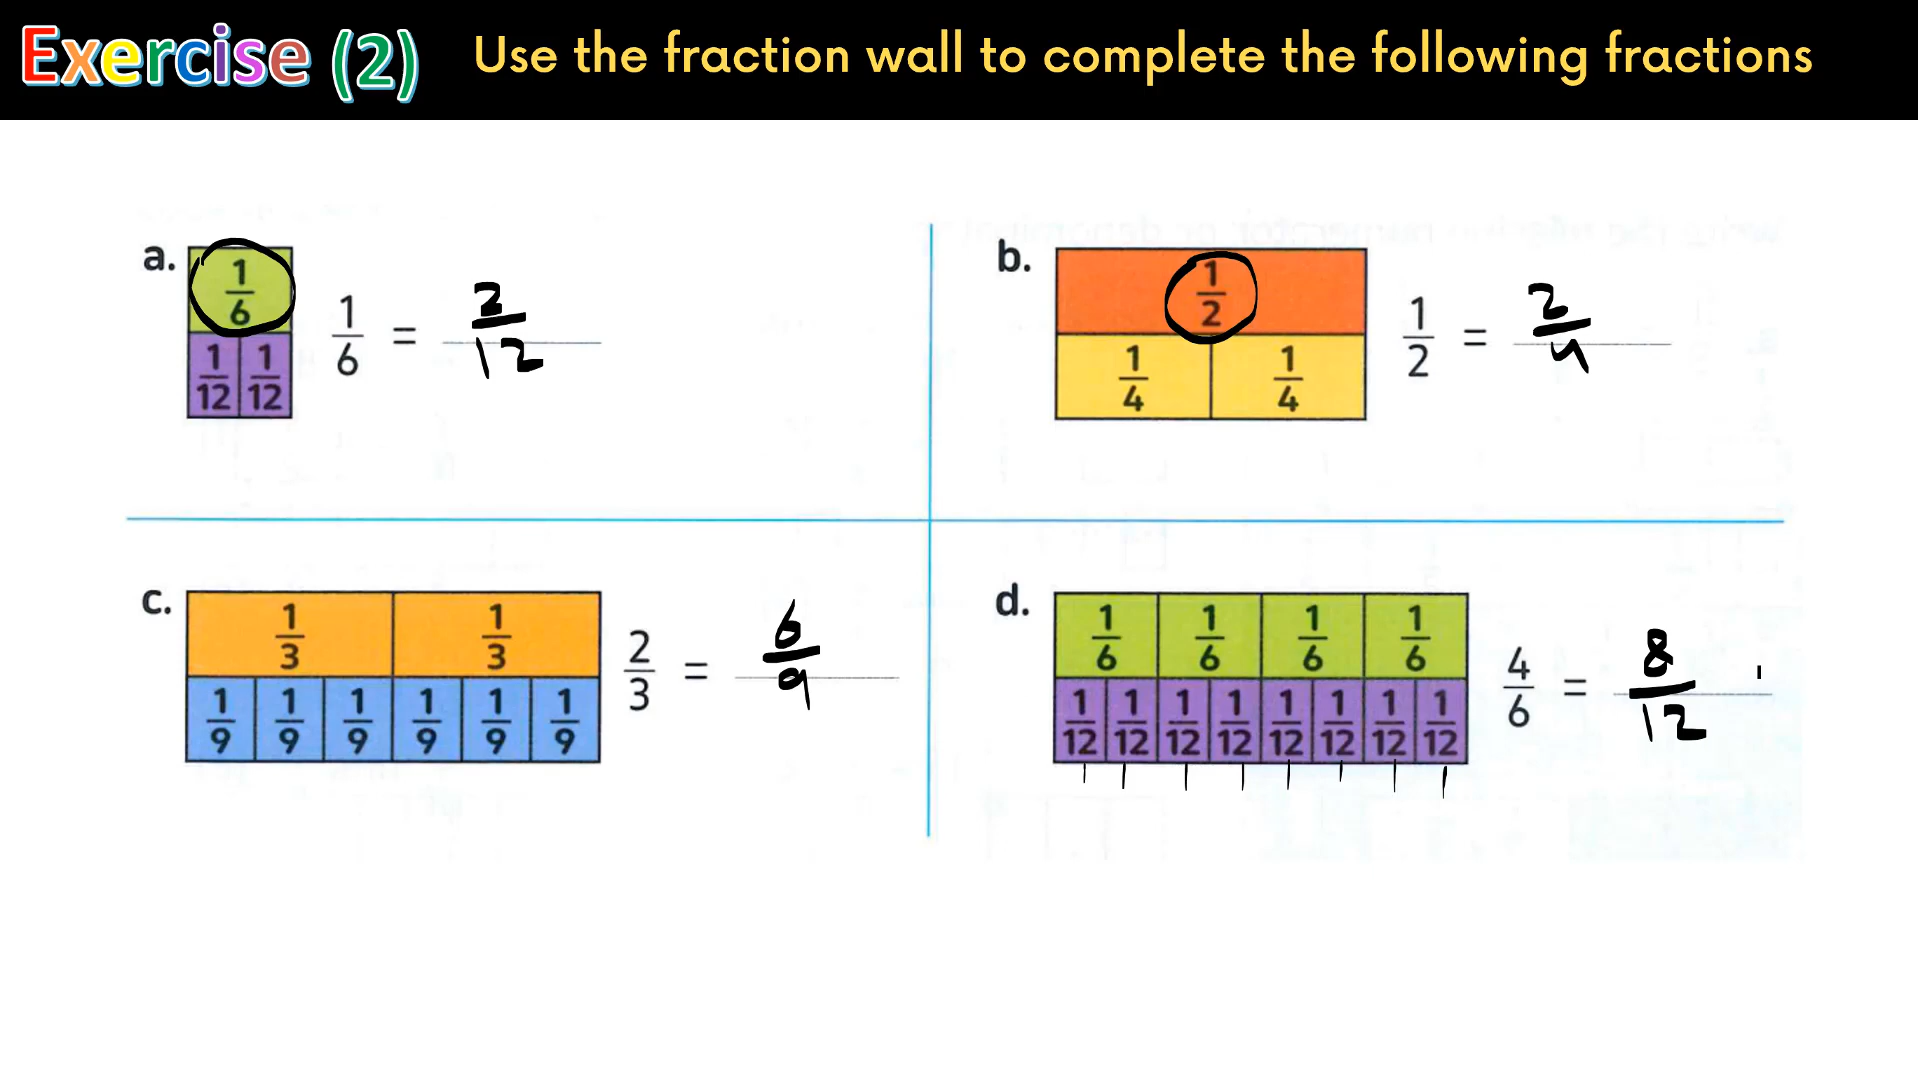 Exercise (2) Use the fraction wall to complete the following fractions
a. 1/6
1/12 1/12
1/6 = 2/12
b. 1/2
1/4 1/4
1/2 = 2/4
c. 1/3 1/3
1/9 1/9 1/9 1/9 1/9 1/9
2/3 = 6/9
d. 1/6 1/6 1/6 1/6
1/12 1/12 1/12 1/12 1/12 1/12 1/12 1/12
4/6 = 8/12